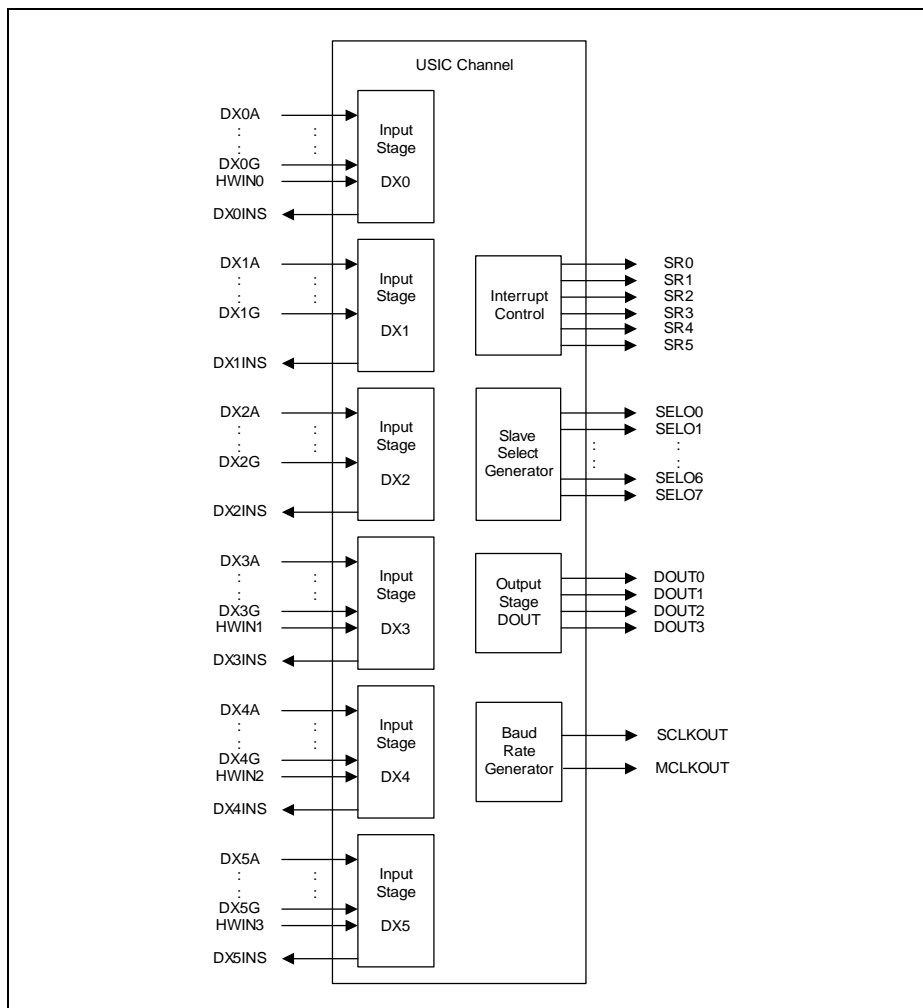 USIC Channel
DX0A
:
:
:
:
DX0G
HWIN0
DX0INS
Input
Stage
DX0
DX1A
:
:
:
:
DX1G
DX1INS
Input
Stage
DX1
DX2A
:
:
:
:
DX2G
DX2INS
Input
Stage
DX2
DX3A
:
:
:
:
DX3G
HWIN1
DX3INS
Input
Stage
DX3
DX4A
:
:
:
:
DX4G
HWIN2
DX4INS
Input
Stage
DX4
DX5A
:
:
:
:
DX5G
HWIN3
DX5INS
Input
Stage
DX5
Interrupt
Control
SR0
SR1
SR2
SR3
SR4
SR5
Slave
Select
Generator
SELO0
SELO1
:
:
:
:
SELO6
SELO7
Output
Stage
DOUT
DOUT0
DOUT1
DOUT2
DOUT3
Baud
Rate
Generator
SCLKOUT
MCLKOUT